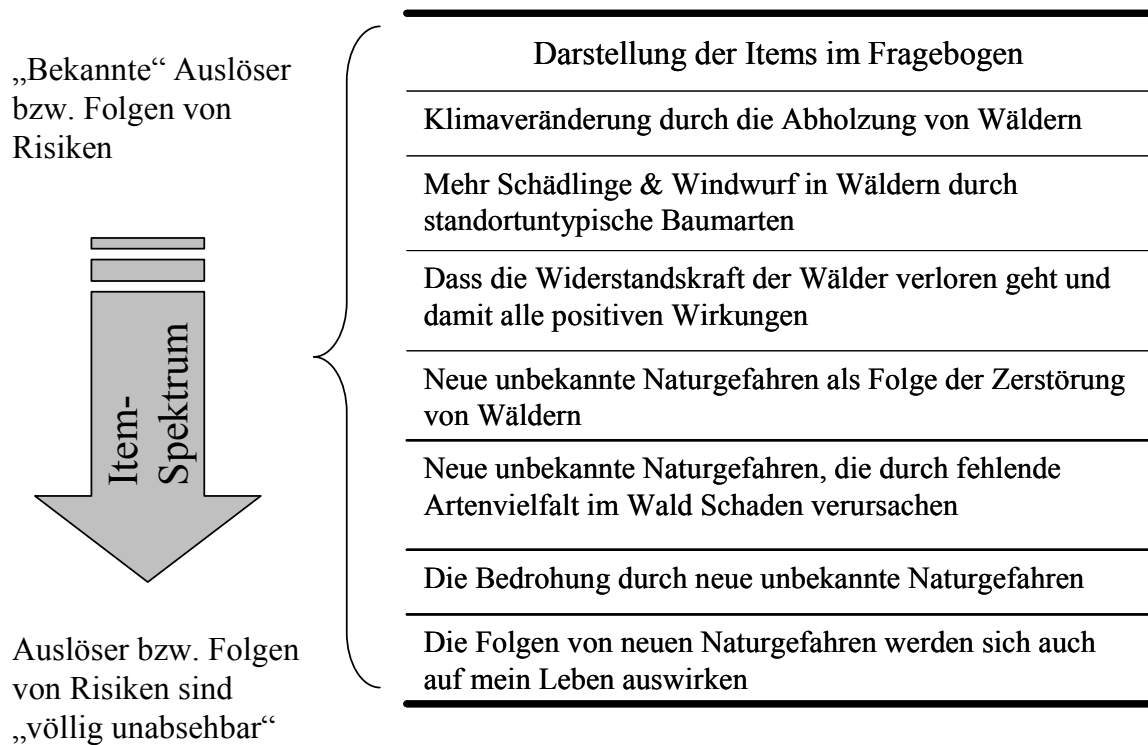 „Bekannte“ Auslöser
bzw. Folgen von
Risiken
Item-
Spektrum
Auslöser bzw. Folgen
von Risiken sind
„völlig unabsehbar“
Darstellung der Items im Fragebogen
Klimaveränderung durch die Abholzung von Wäldern
Mehr Schädlinge & Windwurf in Wäldern durch
standortuntypische Baumarten
Dass die Widerstandskraft der Wälder verloren geht und
damit alle positiven Wirkungen
Neue unbekannte Naturgefahren als Folge der Zerstörung
von Wäldern
Neue unbekannte Naturgefahren, die durch fehlende
Artenvielfalt im Wald Schaden verursachen
Die Bedrohung durch neue unbekannte Naturgefahren
Die Folgen von neuen Naturgefahren werden sich auch
auf mein Leben auswirken